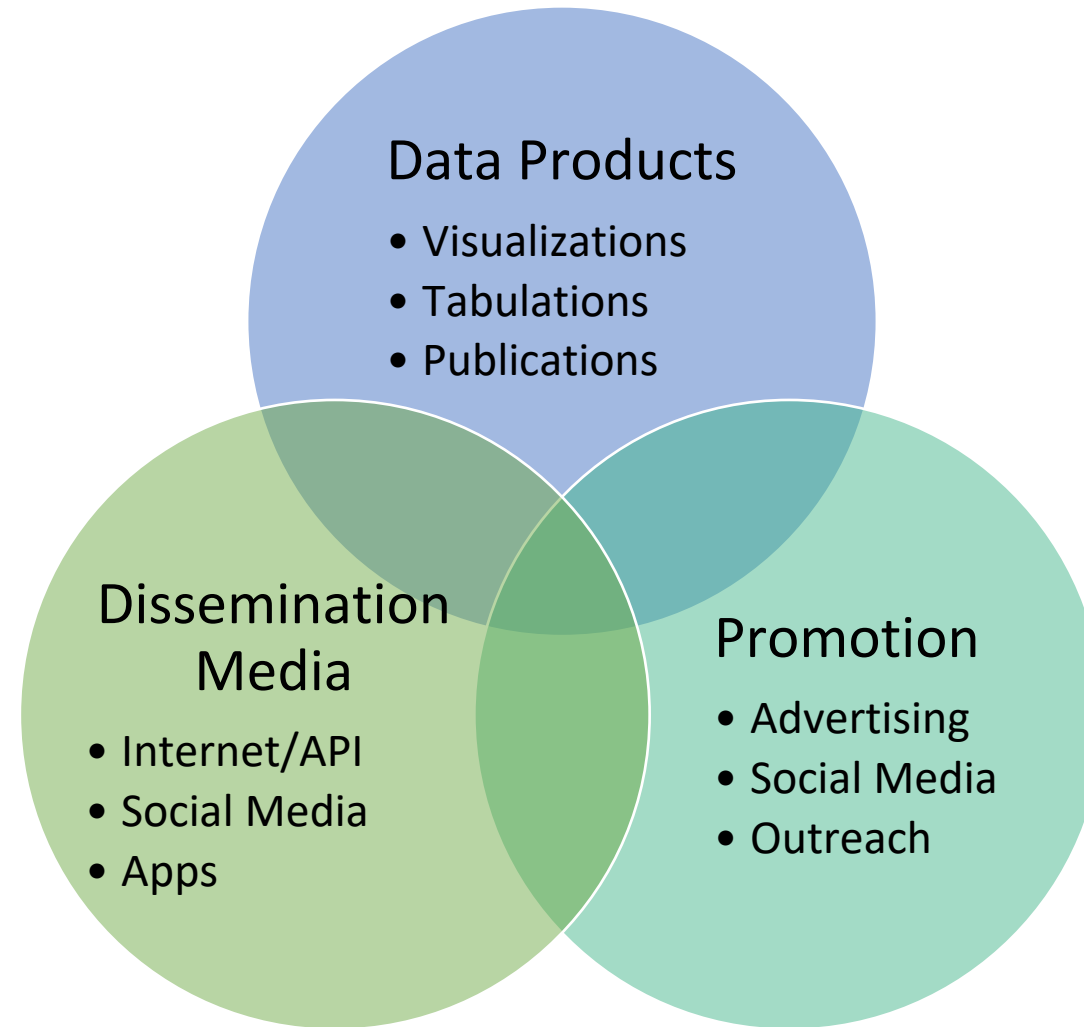 Data Products
• Visualizations
• Tabulations
• Publications
Dissemination
Media
• Internet/API
• Social Media
• Apps
Promotion
• Advertising
• Social Media
• Outreach